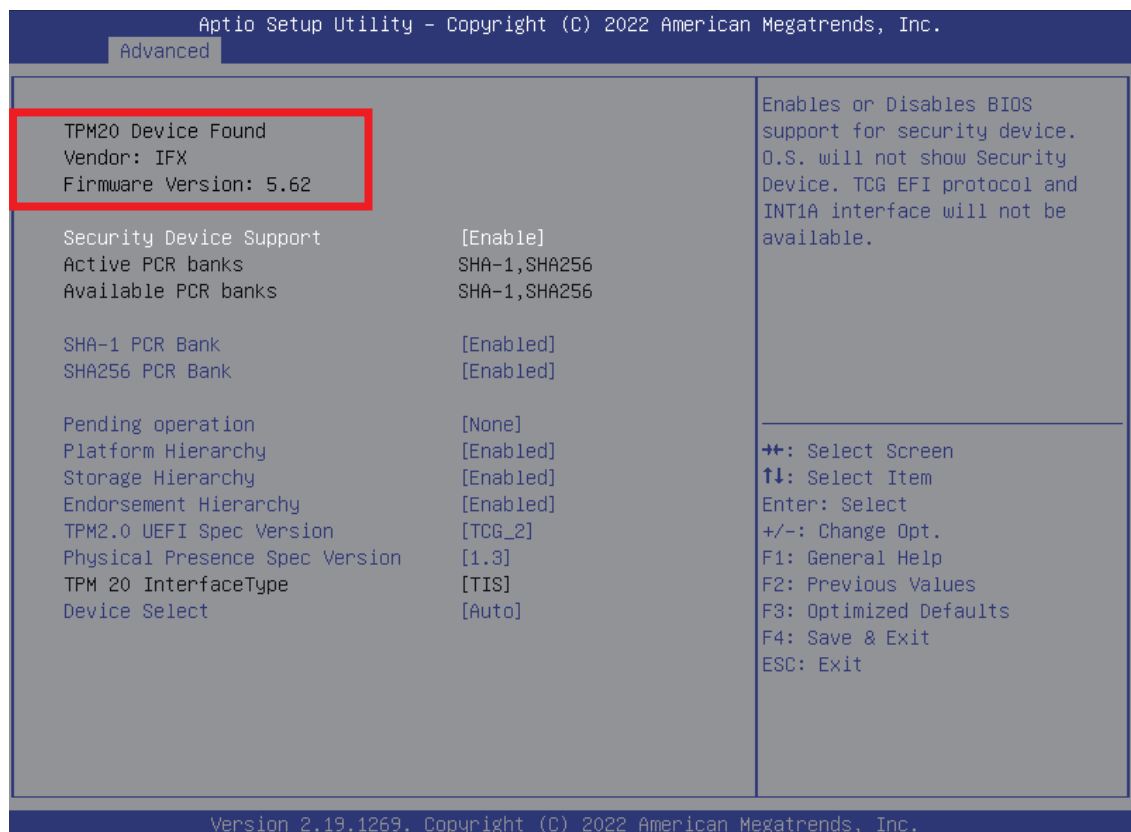 Aptio Setup Utility – Copyright (C) 2022 American Megatrends, Inc.
Advanced
TPM20 Device Found
Vendor: IFX
Firmware Version: 5.62
Security Device Support [Enable]
Active PCR banks SHA-1,SHA256
Available PCR banks SHA-1,SHA256
SHA-1 PCR Bank [Enabled]
SHA256 PCR Bank [Enabled]
Pending operation [None]
Platform Hierarchy [Enabled]
Storage Hierarchy [Enabled]
Endorsement Hierarchy [Enabled]
TPM2.0 UEFI Spec Version [TCG_2]
Physical Presence Spec Version [1.3]
TPM 20 InterfaceType [TIS]
Device Select [Auto]
Enables or Disables BIOS
support for security device.
O.S. will not show Security
Device. TCG EFI protocol and
INT1A interface will not be
available.
→←: Select Screen
↑↓: Select Item
Enter: Select
+/-: Change Opt.
F1: General Help
F2: Previous Values
F3: Optimized Defaults
F4: Save & Exit
ESC: Exit
Version 2.19.1269. Copyright (C) 2022 American Megatrends, Inc.